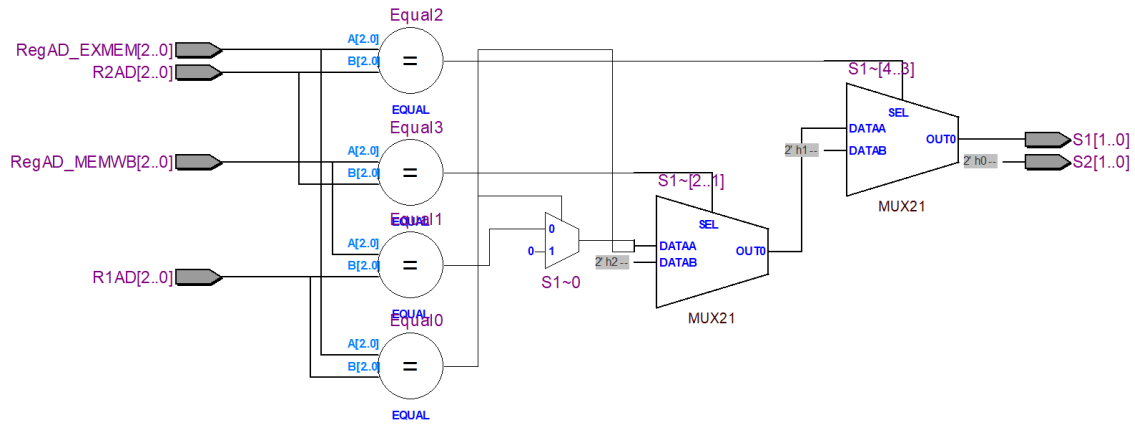 Equal2
RegAD_EXMEM[2..0]
R2AD[2..0]
A[2.0]
B[2.0]
=
EQUAL
S1~[4..3]
SEL
DATAA
DATAB
OUT0
2' h1 --
MUX21
S1[1..0]
2' h0 --
S2[1..0]
Equal3
RegAD_MEMWB[2..0]
A[2.0]
B[2.0]
=
EQUAL
S1~[2..1]
SEL
DATAA
DATAB
OUT0
2' h2 --
MUX21
Equal1
R1AD[2..0]
A[2.0]
B[2.0]
=
EQUAL
0
0
1
S1~0
Equal0
A[2.0]
B[2.0]
=
EQUAL